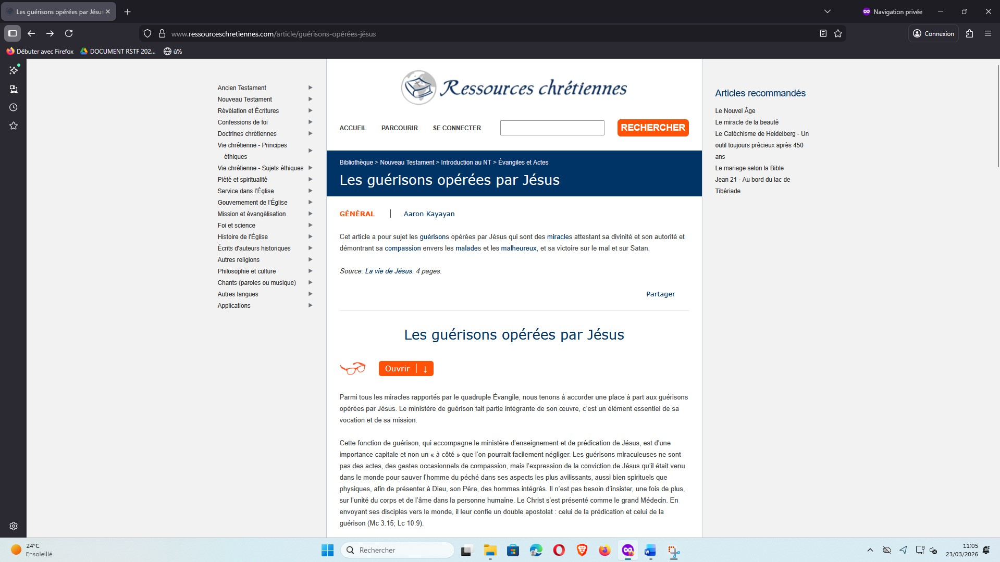 Les guérisons opérées par Jésus
Navigation privée
www.ressourceschretiennes.com/article/guérisons-opérées-jésus
Connexion
Débuter avec Firefox
DOCUMENT RSTF 202...
ù%
Ancien Testament
Nouveau Testament
Révélation et Écritures
Confessions de foi
Doctrines chrétiennes
Vie chrétienne - Principes
éthiques
Vie chrétienne - Sujets éthiques
Piété et spiritualité
Service dans l'Église
Gouvernement de l'Église
Mission et évangélisation
Foi et science
Histoire de l'Église
Écrits d'auteurs historiques
Autres religions
Philosophie et culture
Chants (paroles ou musique)
Autres langues
Applications
Ressources chrétiennes
ACCUEIL PARCOURIR SE CONNECTER RECHERCHER
Bibliothèque > Nouveau Testament > Introduction au NT > Évangiles et Actes
Les guérisons opérées par Jésus
GÉNÉRAL | Aaron Kayayan
Cet article a pour sujet les guérisons opérées par Jésus qui sont des miracles attestant sa divinité et son autorité et
démontrant sa compassion envers les malades et les malheureux, et sa victoire sur le mal et sur Satan.
Source: La vie de Jésus. 4 pages.
Partager
Les guérisons opérées par Jésus
Ouvrir | ↓
Parmi tous les miracles rapportés par le quadruple Évangile, nous tenons à accorder une place à part aux guérisons
opérées par Jésus. Le ministère de guérison fait partie intégrante de son œuvre, c'est un élément essentiel de sa
vocation et de sa mission.
Cette fonction de guérison, qui accompagne le ministère d'enseignement et de prédication de Jésus, est d'une
importance capitale et non un « à côté » que l'on pourrait facilement négliger. Les guérisons miraculeuses ne sont
pas des actes, des gestes occasionnels de compassion, mais l'expression de la conviction de Jésus qu'il était venu
dans le monde pour sauver l'homme du péché dans ses aspects les plus avilissants, aussi bien spirituels que
physiques, afin de présenter à Dieu, son Père, des hommes intégrés. Il n'est pas besoin d'insister, une fois de plus,
sur l'unité du corps et de l'âme dans la personne humaine. Le Christ s'est présenté comme le grand Médecin. En
envoyant ses disciples vers le monde, il leur confie un double apostolat : celui de la prédication et celui de la
guérison (Mc 3.15; Lc 10.9).
Articles recommandés
Le Nouvel Âge
Le miracle de la beauté
Le Catéchisme de Heidelberg - Un
outil toujours précieux après 450
ans
Le mariage selon la Bible
Jean 21 - Au bord du lac de
Tibériade
24°C
Ensoleillé
Rechercher
11:05
23/03/2026